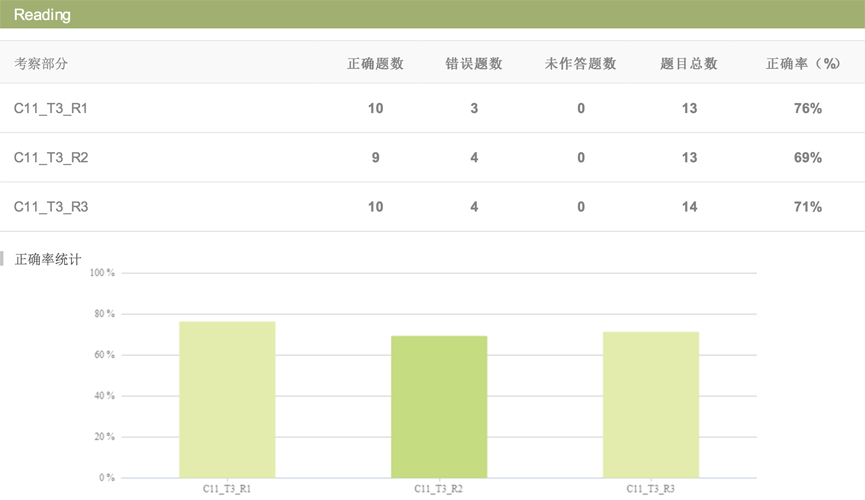 Reading
考察部分 正确题数 错误题数 未作答题数 题目总数 正确率（%）
C11_T3_R1 10 3 0 13 76%
C11_T3_R2 9 4 0 13 69%
C11_T3_R3 10 4 0 14 71%
正确率统计
100 %
80 %
60 %
40 %
20 %
0 %
C11_T3_R1 C11_T3_R2 C11_T3_R3